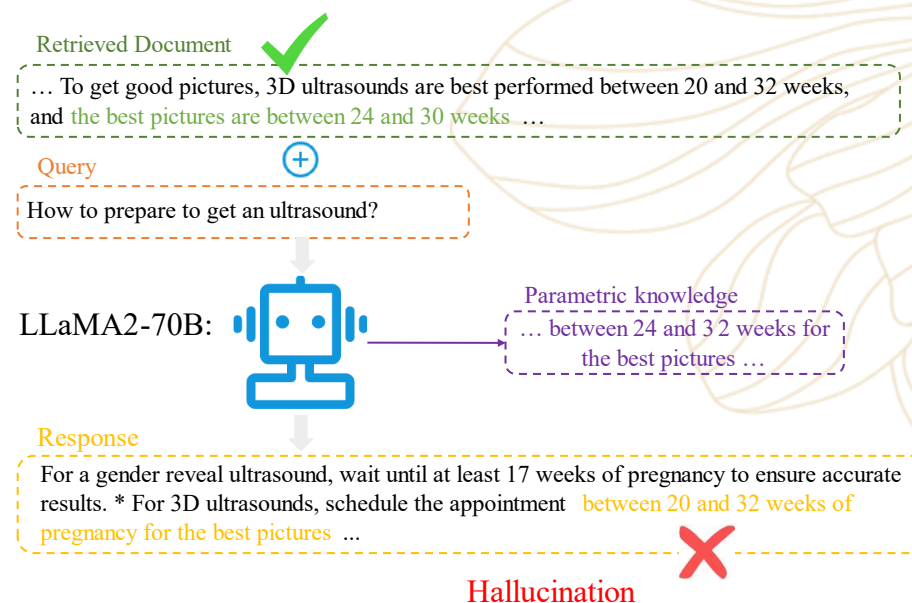 Retrieved Document
… To get good pictures, 3D ultrasounds are best performed between 20 and 32 weeks,
and the best pictures are between 24 and 30 weeks …
Query
How to prepare to get an ultrasound?
LLaMA2-70B:
Parametric knowledge
… between 24 and 32 weeks for
the best pictures …
Response
For a gender reveal ultrasound, wait until at least 17 weeks of pregnancy to ensure accurate
results. * For 3D ultrasounds, schedule the appointment between 20 and 32 weeks of
pregnancy for the best pictures ...
Hallucination